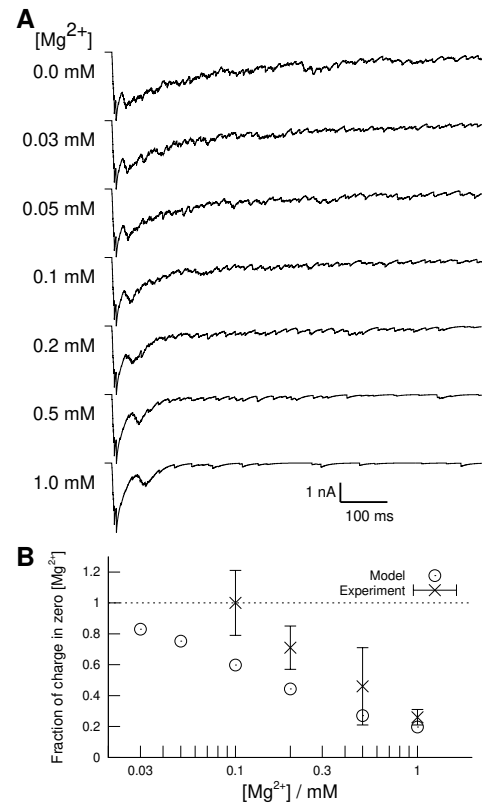 A
[Mg²⁺]
0.0 mM
0.03 mM
0.05 mM
0.1 mM
0.2 mM
0.5 mM
1.0 mM
1 nA
100 ms
B
Fraction of charge in zero [Mg²⁺]
1.2
1
0.8
0.6
0.4
0.2
0
Model
Experiment
0.03 0.1 0.3 1
[Mg²⁺] / mM